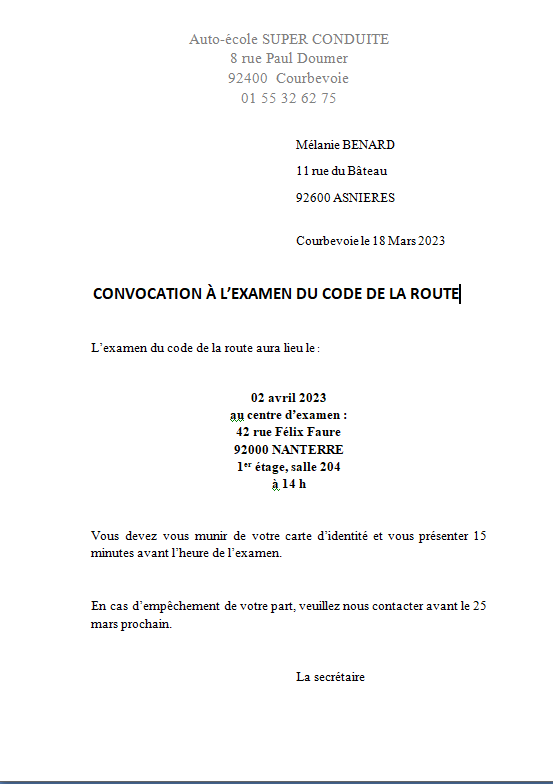 Auto-école SUPER CONDUITE
8 rue Paul Doumer
92400 Courbevoie
01 55 32 62 75
Mélanie BENARD
11 rue du Bâteau
92600 ASNIERES
Courbevoie le 18 Mars 2023
CONVOCATION À L’EXAMEN DU CODE DE LA ROUTE
L’examen du code de la route aura lieu le :
02 avril 2023
au centre d’examen :
42 rue Félix Faure
92000 NANTERRE
1er étage, salle 204
à 14 h
Vous devez vous munir de votre carte d’identité et vous présenter 15
minutes avant l’heure de l’examen.
En cas d’empêchement de votre part, veuillez nous contacter avant le 25
mars prochain.
La secrétaire